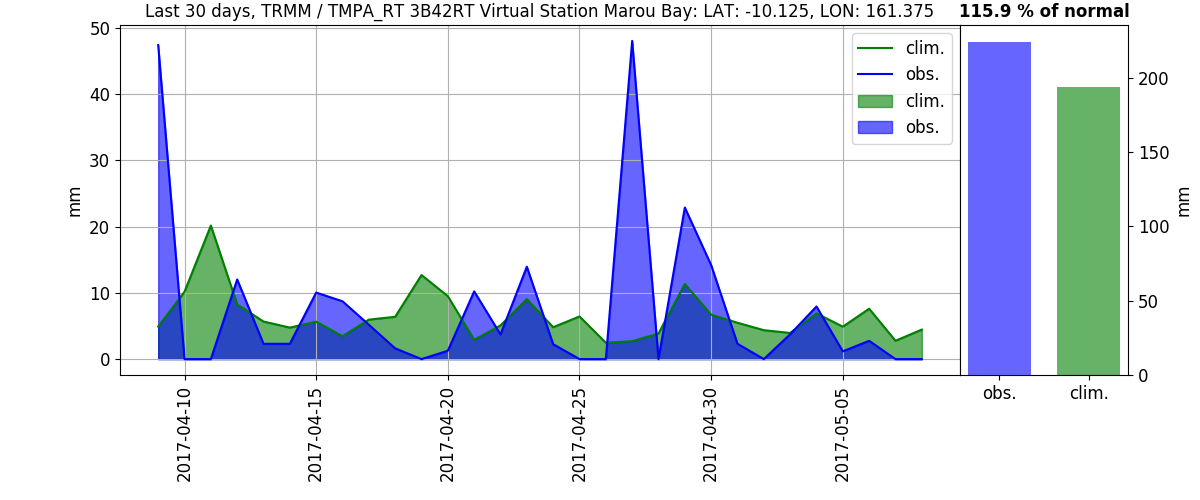 Last 30 days, TRMM / TMPA_RT 3B42RT Virtual Station Marou Bay: LAT: -10.125, LON: 161.375
115.9 % of normal
50
40
30
20
10
0
mm
clim.
obs.
clim.
obs.
2017-04-10
2017-04-15
2017-04-20
2017-04-25
2017-04-30
2017-05-05
200
150
100
50
0
mm
obs.
clim.